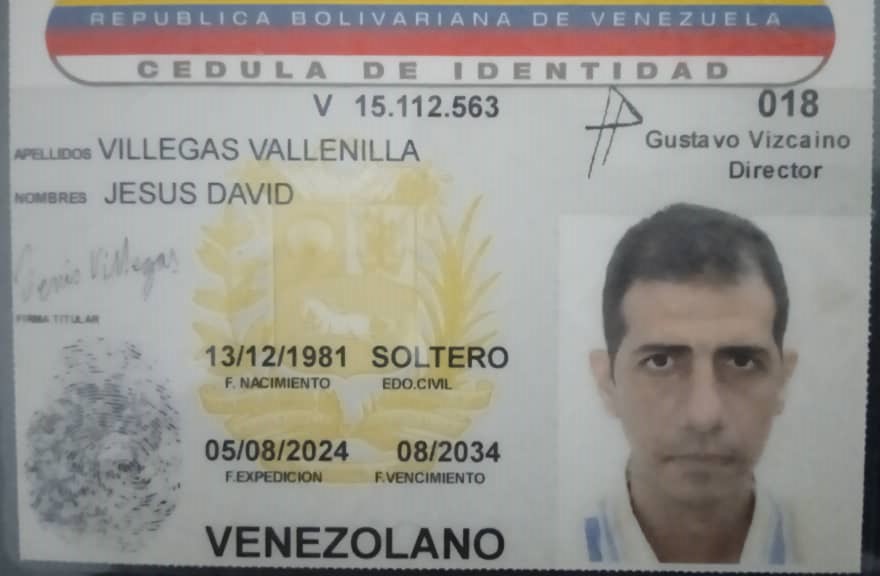 REPUBLICA BOLIVARIANA DE VENEZUELA
CEDULA DE IDENTIDAD
V 15.112.563
018
Gustavo Vizcaino
Director
APELLIDOS VILLEGAS VALLENILLA
NOMBRES JESUS DAVID
Villegas
FIRMA TITULAR
13/12/1981 SOLTERO
F. NACIMIENTO EDO.CIVIL
05/08/2024 08/2034
F.EXPEDICION F.VENCIMIENTO
VENEZOLANO